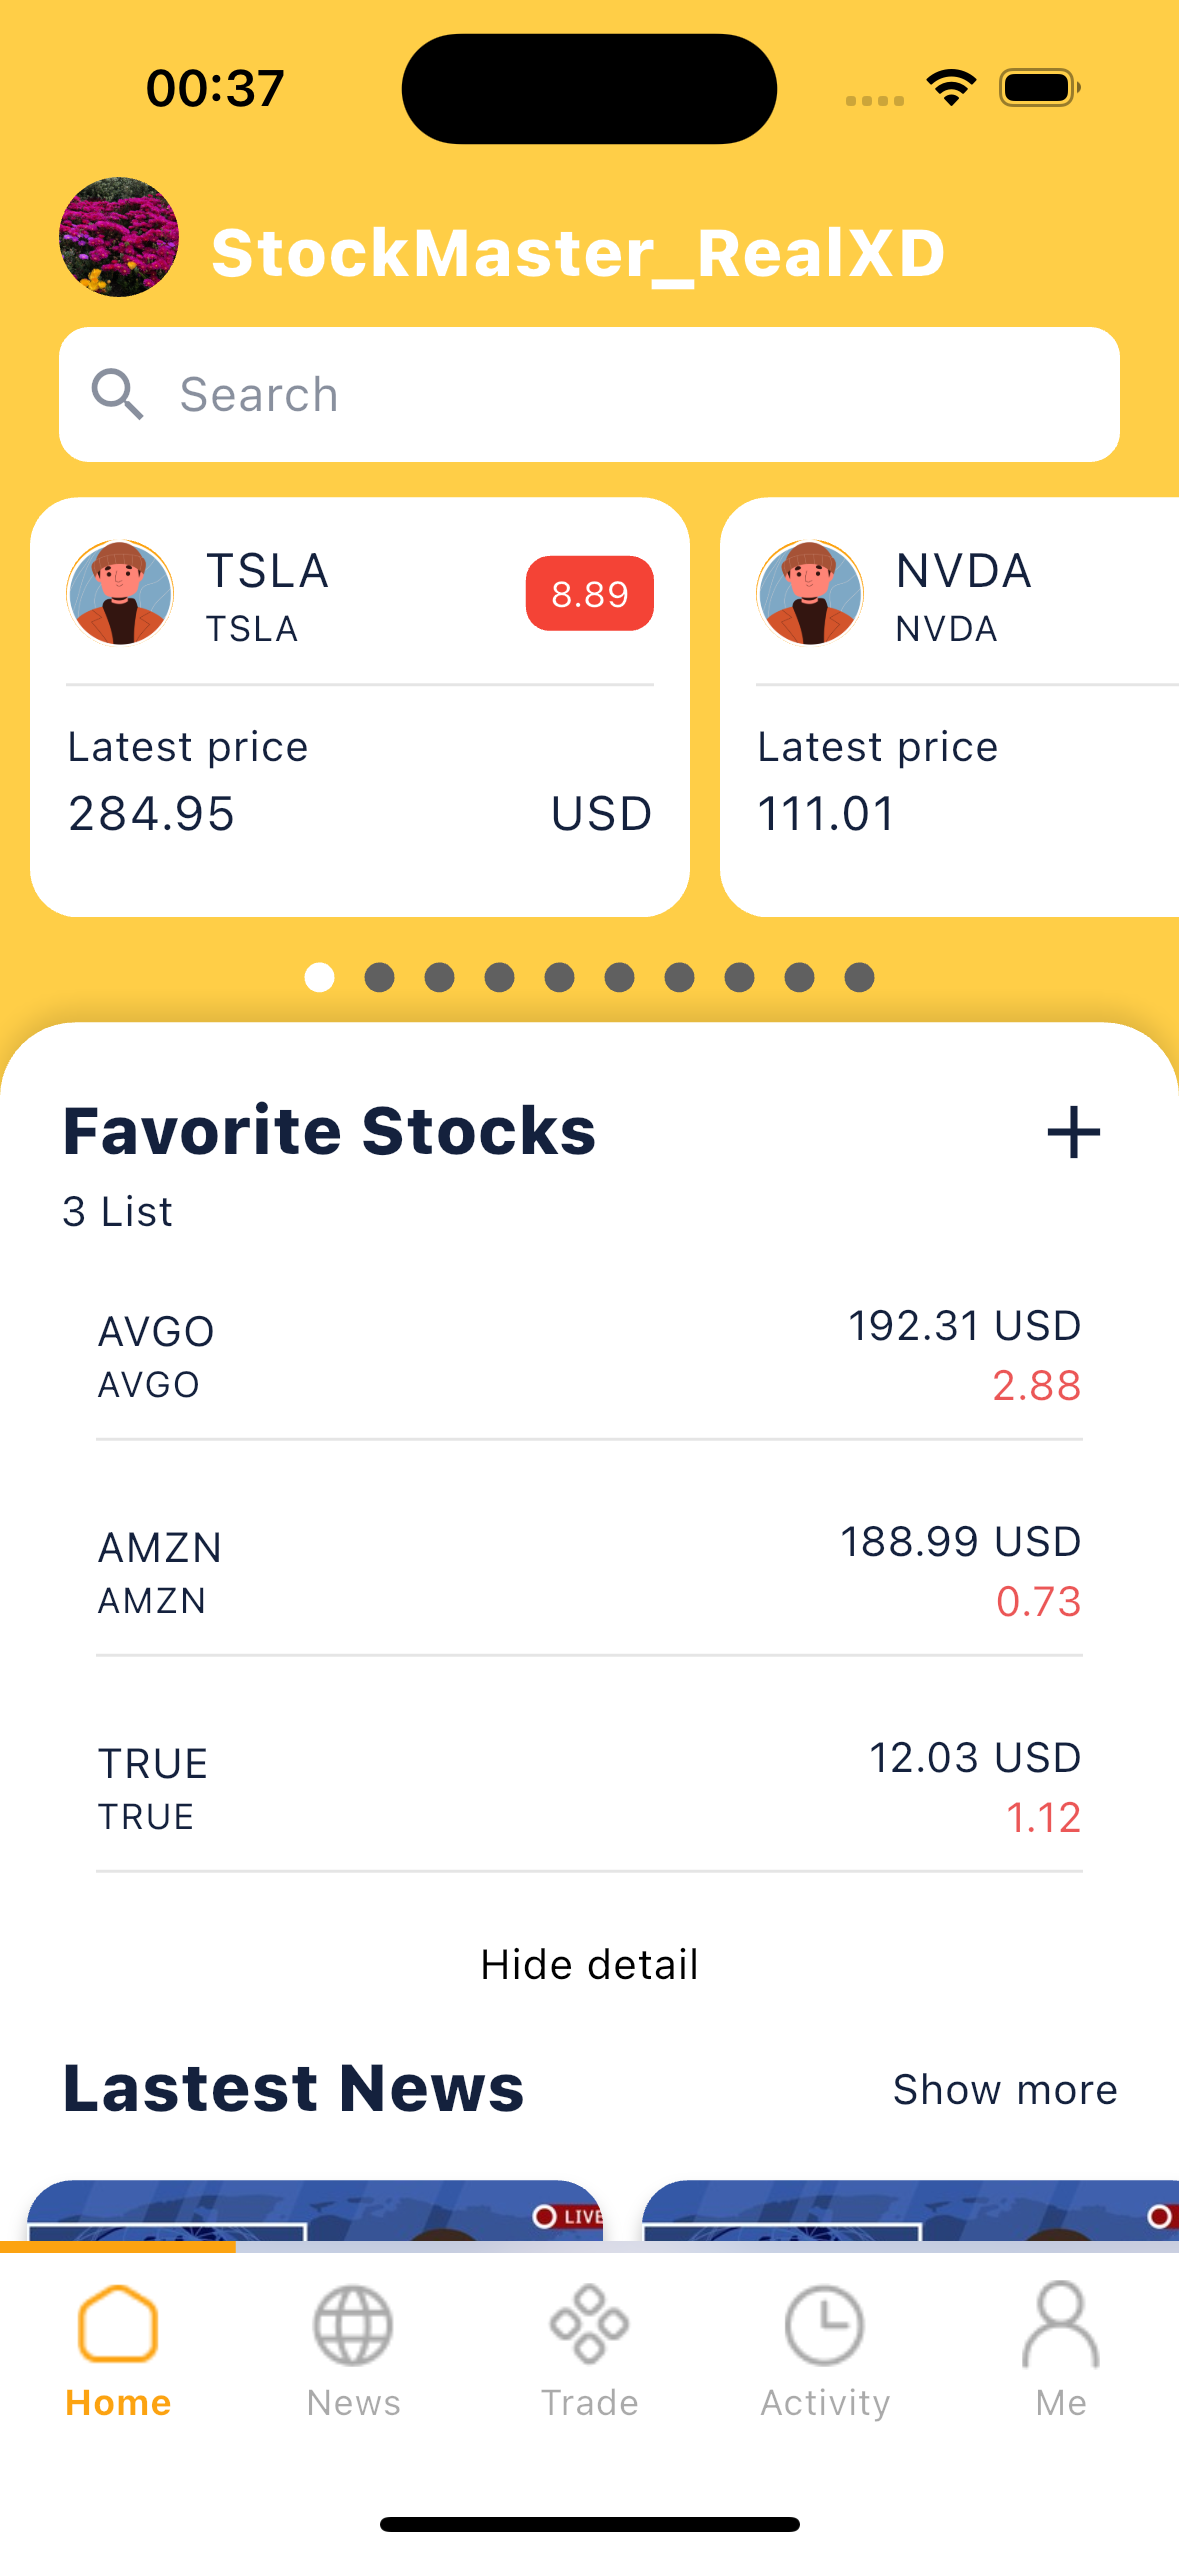 00:37
StockMaster_RealXD
Search
TSLA
TSLA
8.89
Latest price
284.95 USD
NVDA
NVDA
Latest price
111.01
Favorite Stocks
3 List
AVGO
AVGO
192.31 USD
2.88
AMZN
AMZN
188.99 USD
0.73
TRUE
TRUE
12.03 USD
1.12
Hide detail
Lastest News
Show more
LIVE
Home
News
Trade
Activity
Me